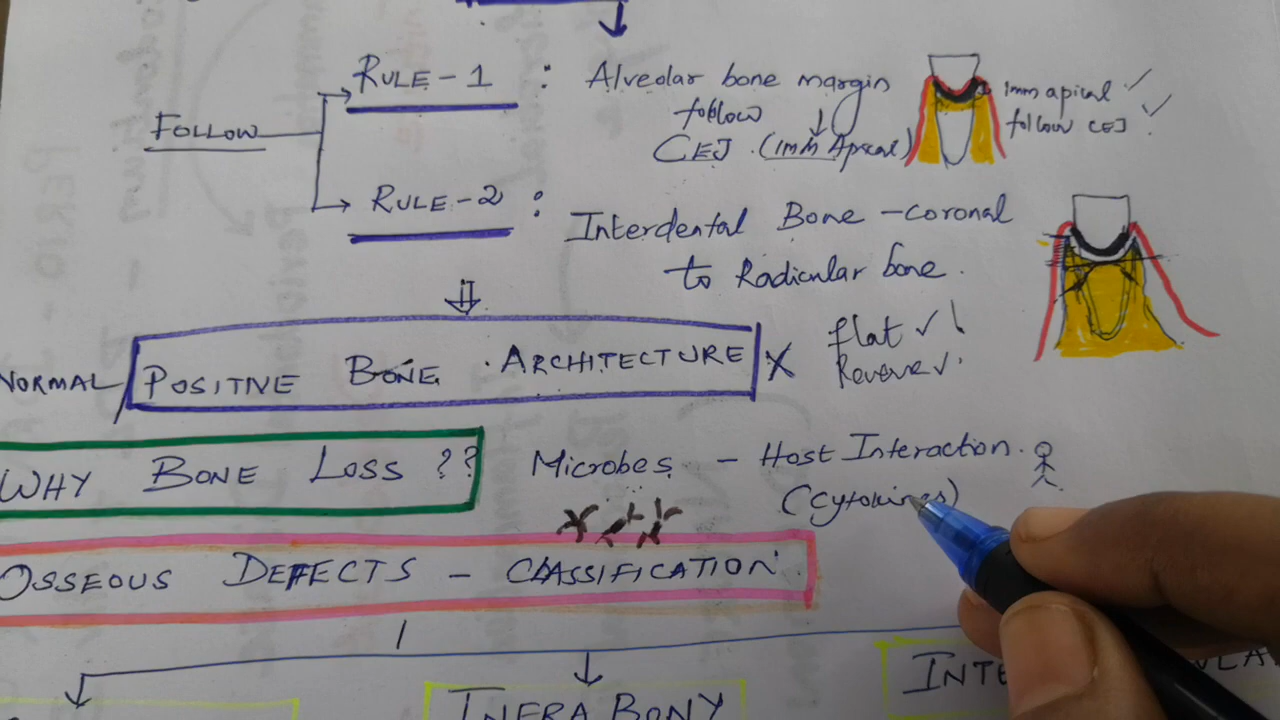 RULE-1 : Alveolar bone margin
follow
CEJ (1mm Apical)
1mm apical
follow CEJ
FOLLOW
RULE-2 : Interdental Bone - coronal
to Radicular bone.
NORMAL / POSITIVE BONE ARCHITECTURE
flat
Reverse
WHY BONE LOSS ?? Microbes - Host Interaction.
(cytokines)
OSSEOUS DEFECTS - CLASSIFICATION
INFRA BONY